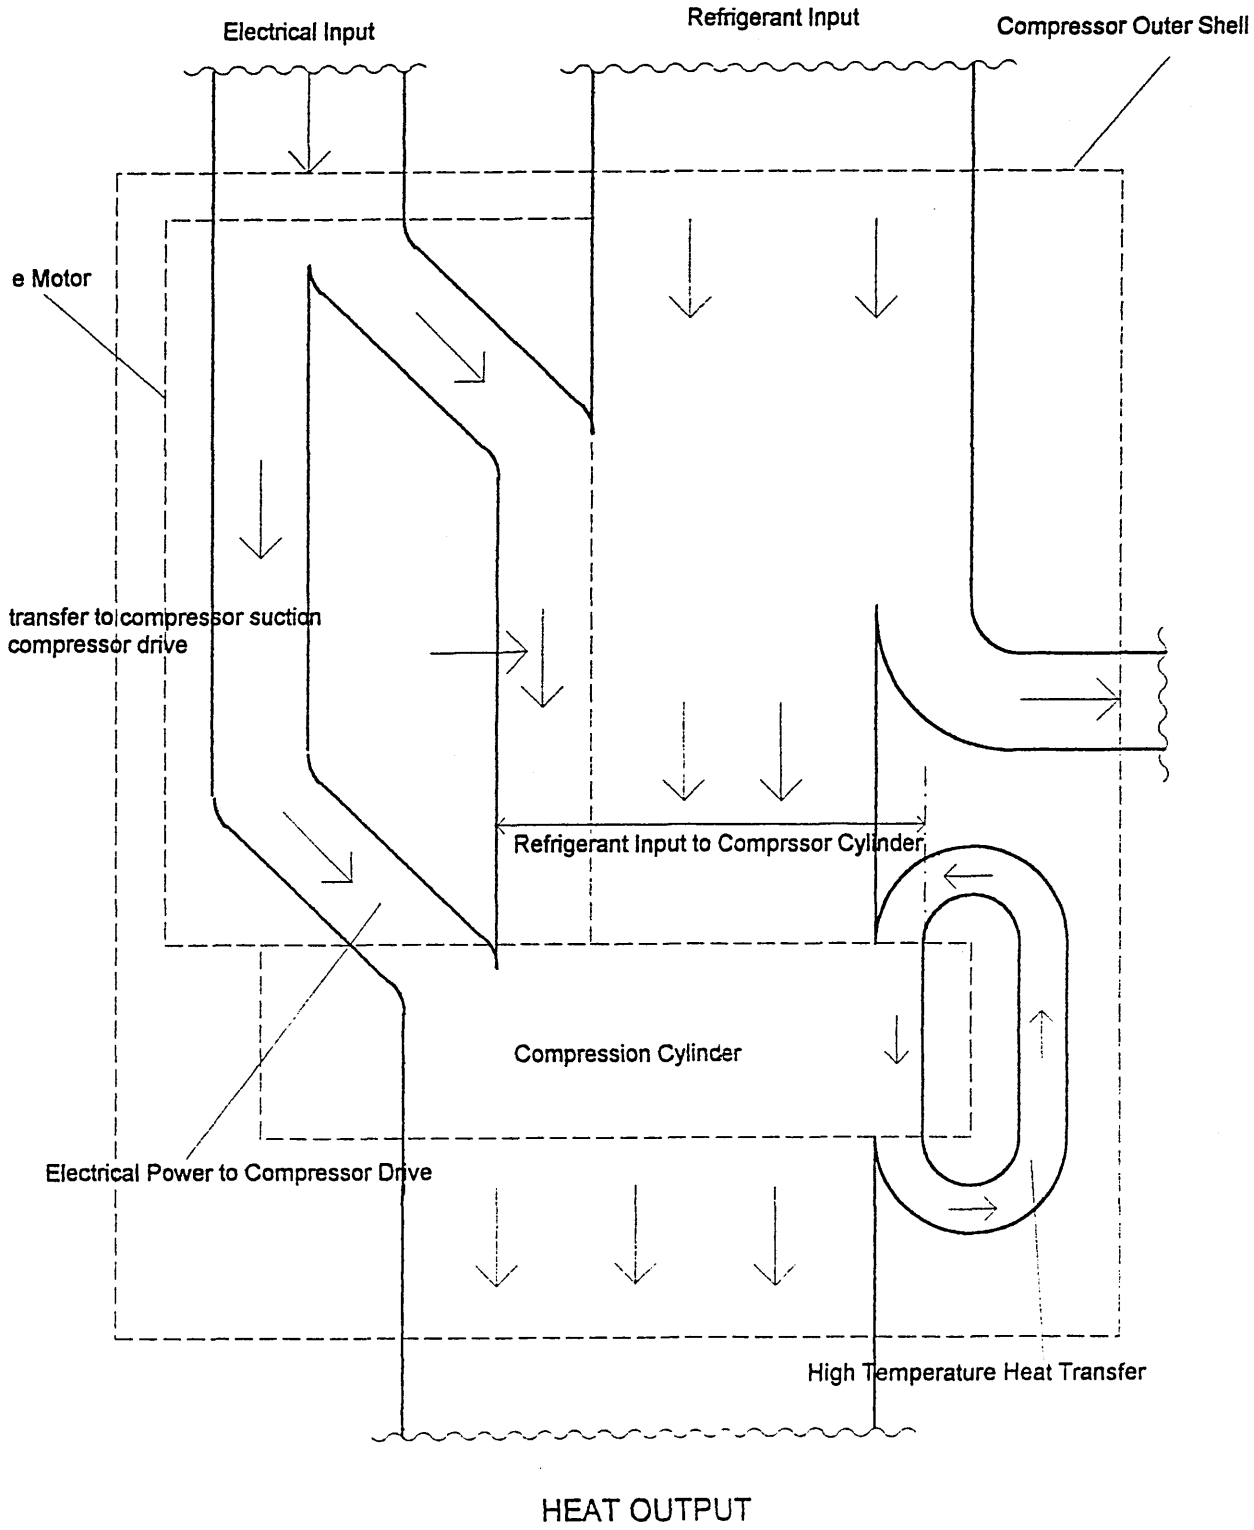 Electrical Input
Refrigerant Input
Compressor Outer Shell
e Motor
transfer to compressor suction
compressor drive
Refrigerant Input to Comprssor Cylinder
Compression Cylinder
Electrical Power to Compressor Drive
High Temperature Heat Transfer
HEAT OUTPUT